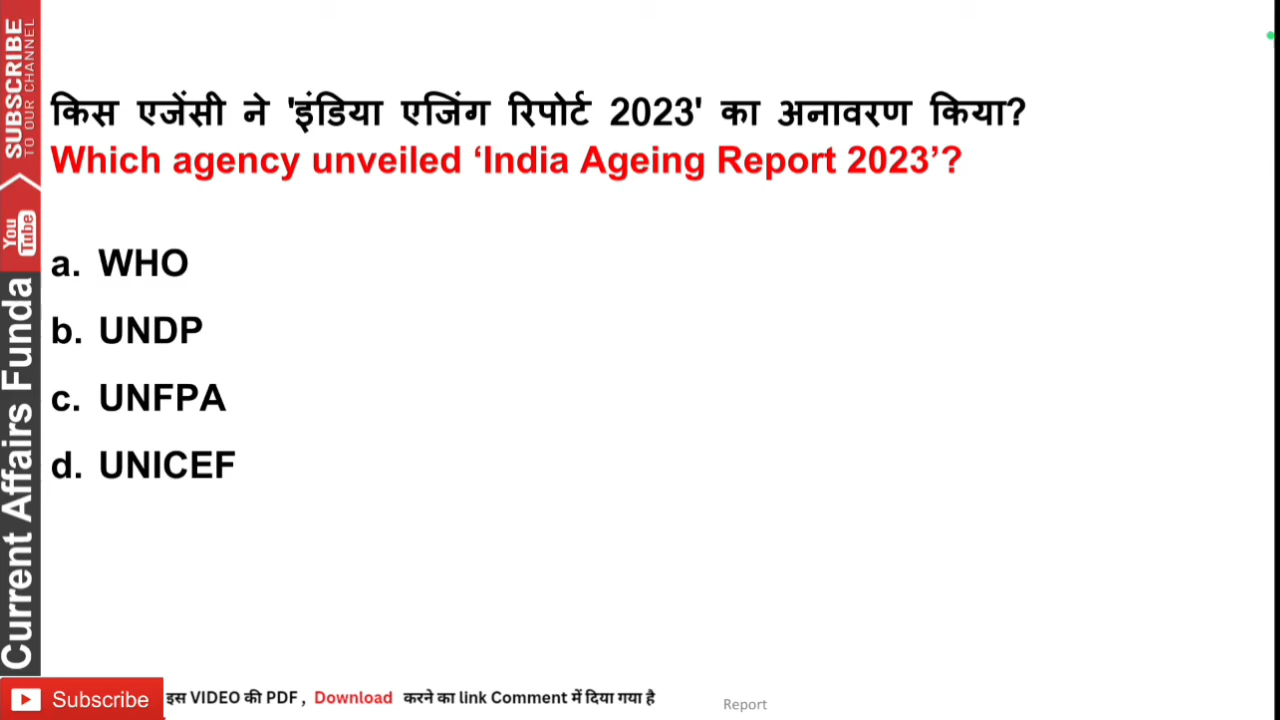 SUBSCRIBE
TO OUR CHANNEL
You
Tube
Current Affairs Funda
किस एजेंसी ने 'इंडिया एजिंग रिपोर्ट 2023' का अनावरण किया?
Which agency unveiled ‘India Ageing Report 2023’?
a. WHO
b. UNDP
c. UNFPA
d. UNICEF
Subscribe
इस VIDEO की PDF , Download करने का link Comment में दिया गया है
Report